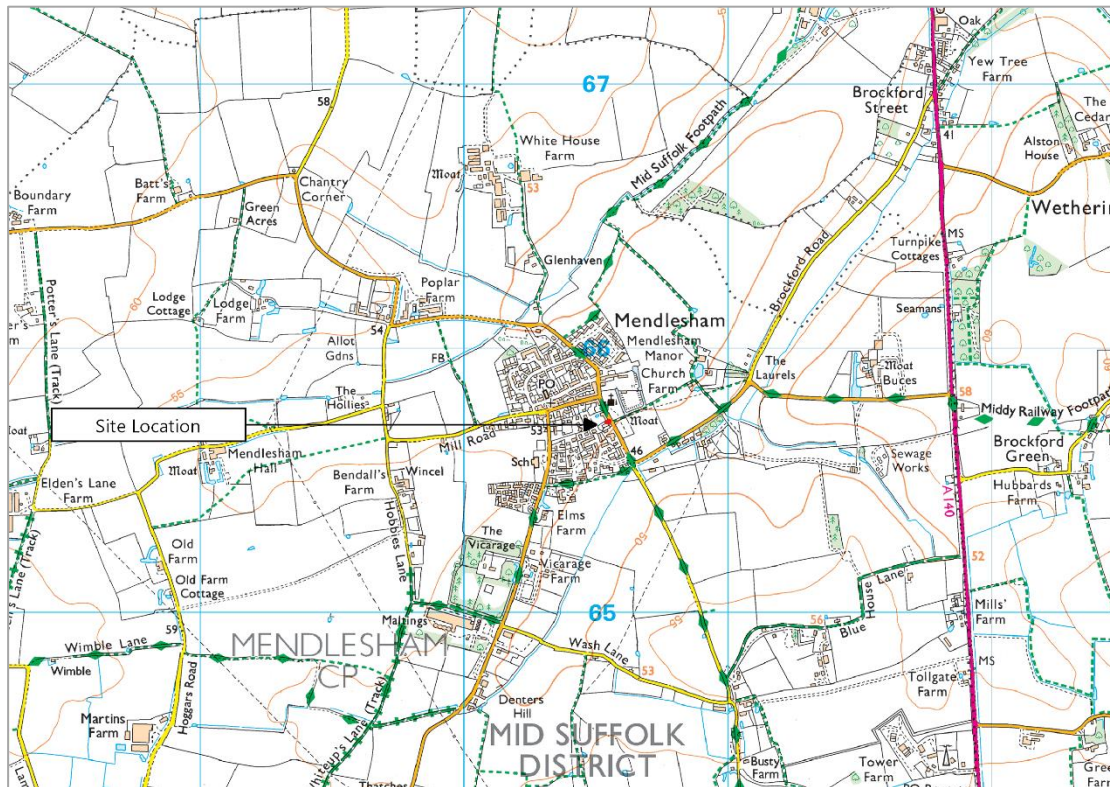 67
Oak
Yew Tree
Farm
Brockford
Street
The
41
Alston
House
58
White House
Farm
53
Moat
Mid Suffolk Footpath
Batt's
Farm
Chantry
Corner
Boundary
Farm
Green
Acres
Glenhaven
Brockford Road
MS
Turnpike
Cottages
Potter's Lane (Track)
60
Lodge
Cottage
Lodge
Farm
Poplar
Farm
54
Allot
Gdns
FB
Mendlesham
66
Mendlesham
Manor
Church
Farm
PO
The
Laurels
Seamans
60
Moat
Buces
58
Middy Railway Footpath
The
Hollies
Site Location
Mill Road
53
Moat
46
Sch
Moat
Mendlesham
Hall
Bendall's
Farm
Wincel
Sewage
Works
Brockford
Green
Hubbards
Farm
A140
Elden's Lane
Farm
Hobbies Lane
Elms
Farm
50
The
Vicarage
Vicarage
Farm
52
Old
Farm
Old Farm
Cottage
Blue House Lane
56
Mills'
Farm
65
55
Maltings
59
Wimble Lane
Wimble
MENDLESHAM
CP
Wash Lane
53
MS
Tollgate
Farm
Hoggars Road
Martins
Farm
Whiteup's Lane (Track)
Denters
Hill
MID SUFFOLK
DISTRICT
Busty
Farm
Tower
Farm